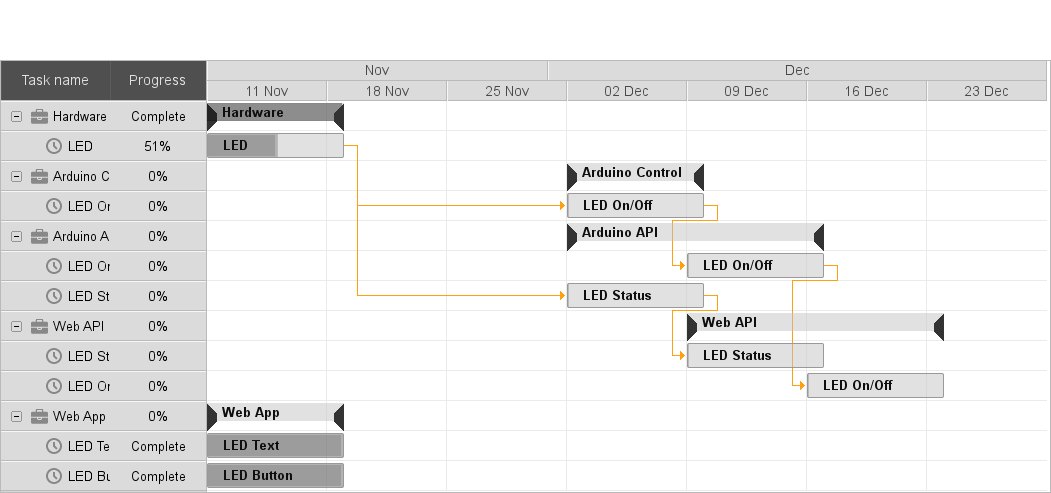 Nov Dec
Task name Progress
11 Nov 18 Nov 25 Nov 02 Dec 09 Dec 16 Dec 23 Dec
Hardware Complete Hardware
LED 51% LED
Arduino C 0% Arduino Control
LED Or 0% LED On/Off
Arduino A 0% Arduino API
LED Or 0% LED On/Off
LED St 0% LED Status
Web API 0% Web API
LED St 0% LED Status
LED Or 0% LED On/Off
Web App 0% Web App
LED Te Complete LED Text
LED Bu Complete LED Button